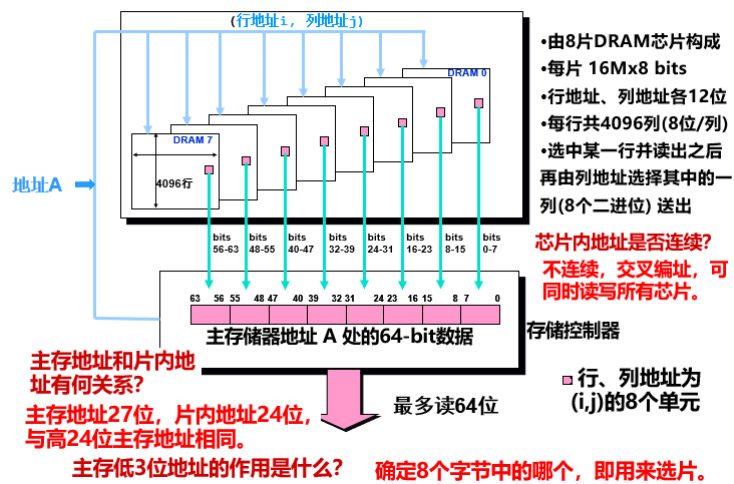 (行地址i, 列地址j)
DRAM 0
DRAM 7
4096行
地址A
bits
56-63
bits
48-55
bits
40-47
bits
32-39
bits
24-31
bits
16-23
bits
8-15
bits
0-7
63 56 55 48 47 40 39 32 31 24 23 16 15 8 7 0
主存储器地址 A 处的64-bit数据
存储控制器
最多读64位
•由8片DRAM芯片构成
•每片 16Mx8 bits
•行地址、列地址各12位
•每行共4096列(8位/列)
•选中某一行并读出之后
再由列地址选择其中的一
列(8个二进位) 送出
芯片内地址是否连续?
不连续，交叉编址，可
同时读写所有芯片。
行、列地址为
(i,j)的8个单元
主存地址和片内地
址有何关系?
主存地址27位，片内地址24位，
与高24位主存地址相同。
主存低3位地址的作用是什么?
确定8个字节中的哪个，即用来选片。